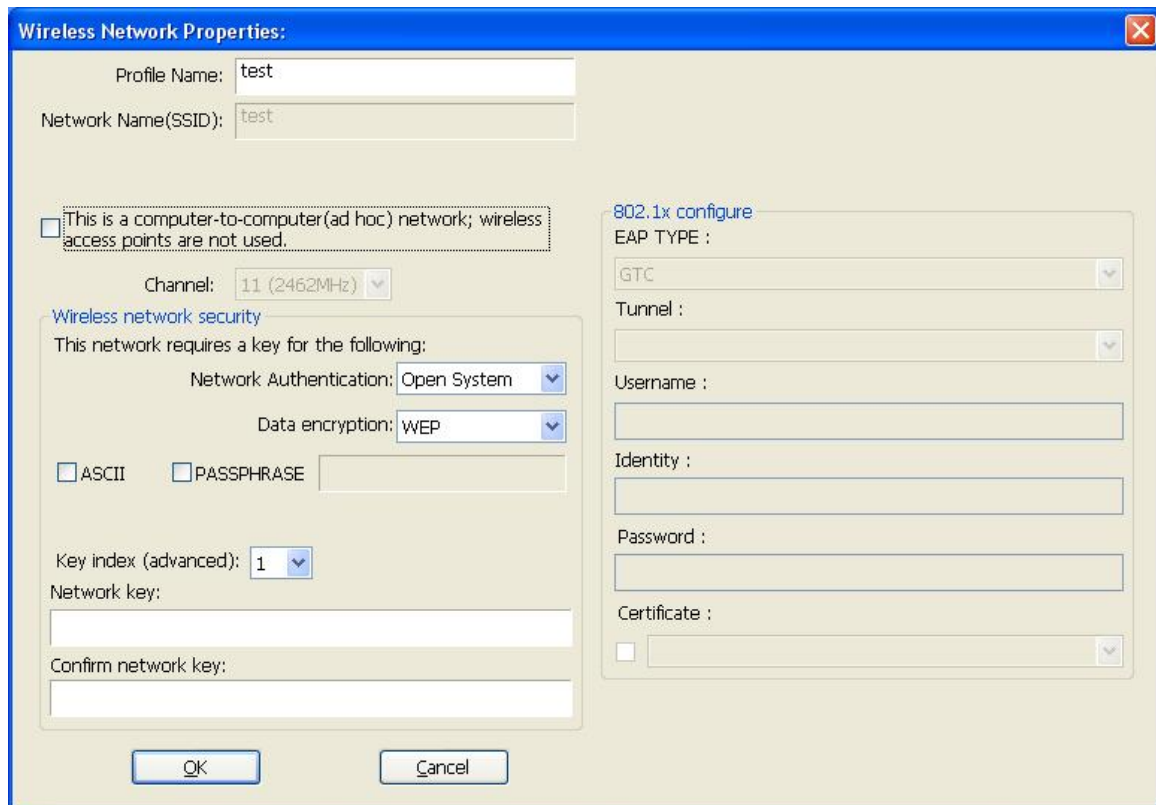 Wireless Network Properties:
Profile Name: test
Network Name(SSID): test
This is a computer-to-computer(ad hoc) network; wireless
access points are not used.
Channel: 11 (2462MHz)
Wireless network security
This network requires a key for the following:
Network Authentication: Open System
Data encryption: WEP
ASCII PASSPHRASE
Key index (advanced): 1
Network key:
Confirm network key:
OK Cancel
802.1x configure
EAP TYPE :
GTC
Tunnel :
Username :
Identity :
Password :
Certificate :